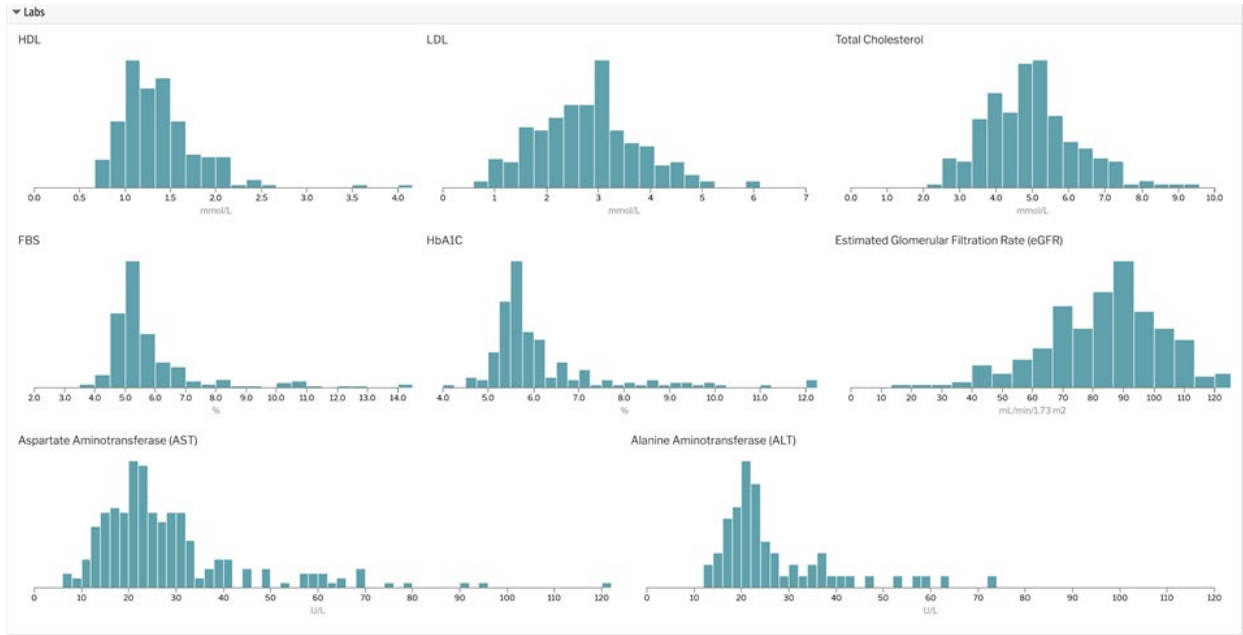 Labs
HDL
LDL
Total Cholesterol
0.0 0.5 1.0 1.5 2.0 2.5 3.0 3.5 4.0
mmol/L
0 1 2 3 4 5 6 7
mmol/L
0.0 2.0 3.0 4.0 5.0 6.0 7.0 8.0 9.0 10.0
mmol/L
FBS
HbA1C
Estimated Glomerular Filtration Rate (eGFR)
2.0 3.0 4.0 5.0 6.0 7.0 8.0 9.0 10.0 11.0 12.0 13.0 14.0
%
4.0 5.0 6.0 7.0 8.0 9.0 10.0 11.0 12.0
%
0 10 20 30 40 50 60 70 80 90 100 110 120
mL/min/1.73 m2
Aspartate Aminotransferase (AST)
Alanine Aminotransferase (ALT)
0 10 20 30 40 50 60 70 80 90 100 110 120
U/L
0 10 20 30 40 50 60 70 80 90 100 110 120
U/L